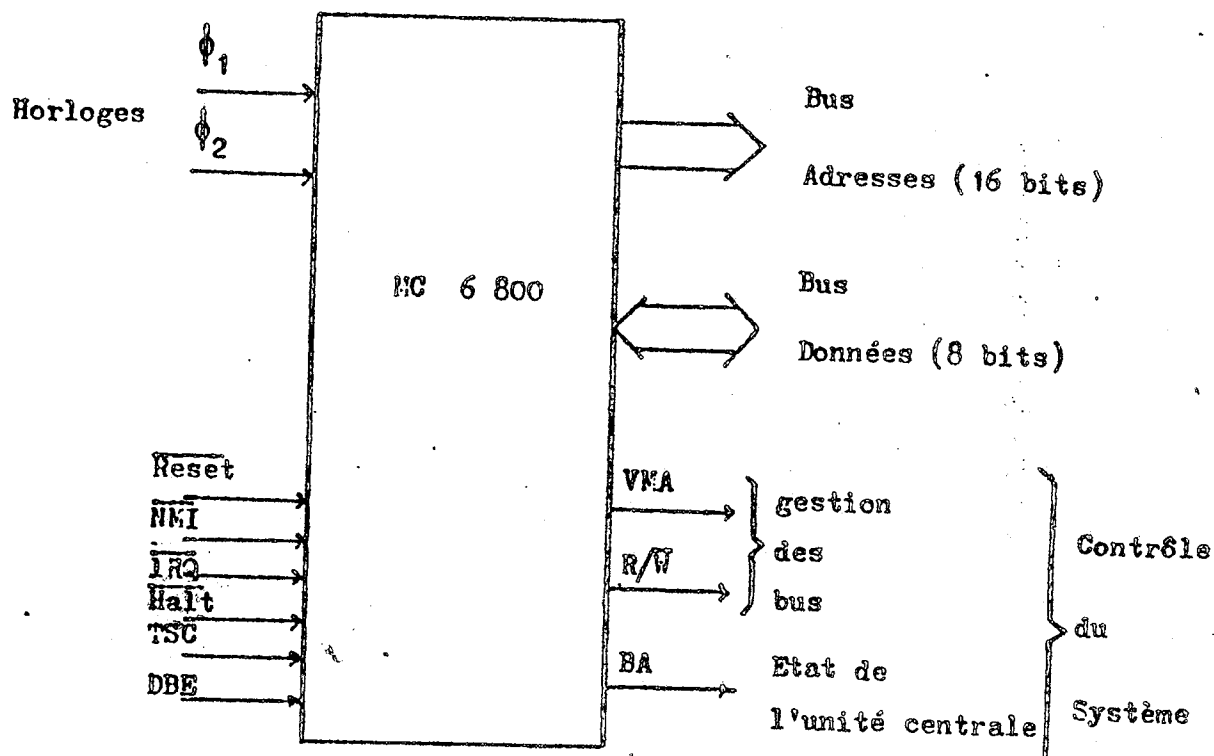 ϕ1
Horloges
ϕ2
MC 6 800
Bus
Adresses (16 bits)
Bus
Données (8 bits)
Reset
NMI
IRQ
Halt
TSC
DBE
VMA
R/W̅
BA
gestion
des
bus
Etat de
l'unité centrale
Contrôle
du
Système